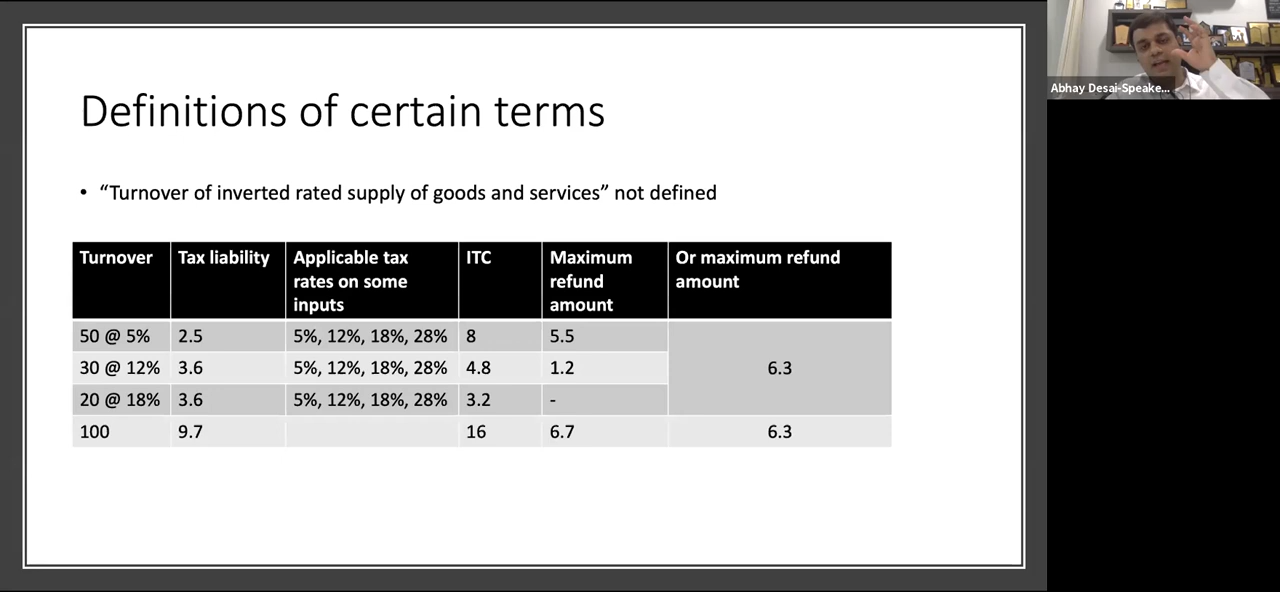 Definitions of certain terms
• “Turnover of inverted rated supply of goods and services” not defined
Turnover Tax liability Applicable tax rates on some inputs ITC Maximum refund amount Or maximum refund amount
50 @ 5% 2.5 5%, 12%, 18%, 28% 8 5.5
30 @ 12% 3.6 5%, 12%, 18%, 28% 4.8 1.2 6.3
20 @ 18% 3.6 5%, 12%, 18%, 28% 3.2 -
100 9.7 16 6.7 6.3
Abhay Desai-Speake...